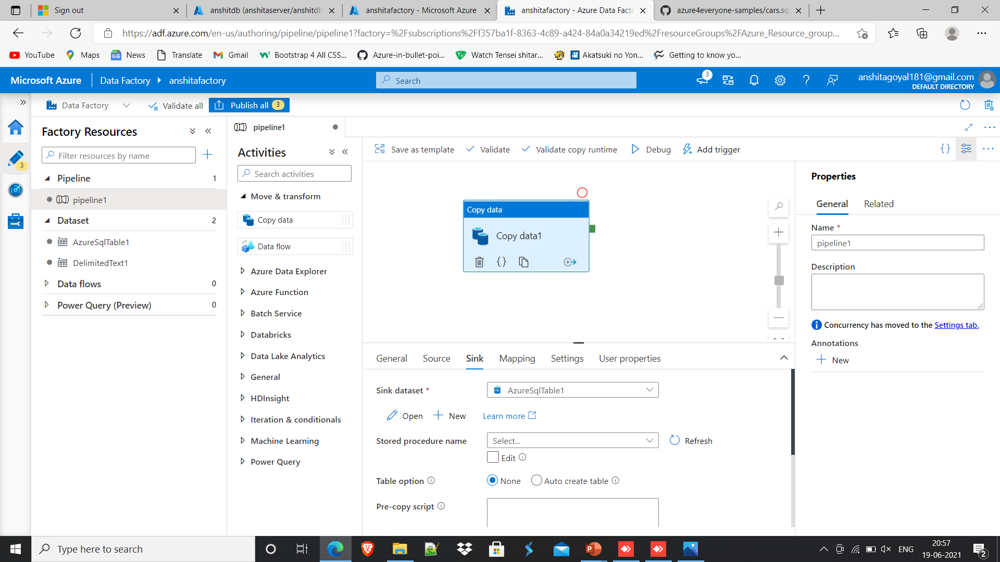 Sign out
anshitdb (anshitaserver/anshitdb
anshitafactory - Microsoft Azure
anshitafactory - Azure Data Facto
azure4everyone-samples/cars.sq
https://adf.azure.com/en-us/authoring/pipeline/pipeline1?factory=%2Fsubscriptions%2Ff357ba1f-8363-4c89-a424-84a0a34219ed%2FresourceGroups%2FAzure_Resource_group...
YouTube
Maps
News
Translate
Gmail
Bootstrap 4 All CSS...
Azure-in-bullet-poi...
Watch Tensei shitar...
Akatsuki no Yon...
Getting to know yo...
Microsoft Azure
Data Factory
anshitafactory
Search
3
anshitagoyal181@gmail.com
DEFAULT DIRECTORY
Data Factory
Validate all
Publish all 3
3
Factory Resources
Filter resources by name
Pipeline 1
pipeline1
Dataset 2
AzureSqlTable1
DelimitedText1
Data flows 0
Power Query (Preview) 0
pipeline1
Activities
Search activities
Move & transform
Copy data
Data flow
Azure Data Explorer
Azure Function
Batch Service
Databricks
Data Lake Analytics
General
HDInsight
Iteration & conditionals
Machine Learning
Power Query
Save as template
Validate
Validate copy runtime
Debug
Add trigger
Copy data
Copy data1
General
Source
Sink
Mapping
Settings
User properties
Sink dataset *
AzureSqlTable1
Open
New
Learn more
Stored procedure name
Select...
Refresh
Edit
Table option
None
Auto create table
Pre-copy script
Properties
General
Related
Name *
pipeline1
Description
Concurrency has moved to the Settings tab.
Annotations
New
Type here to search
ENG
20:57
19-06-2021
2